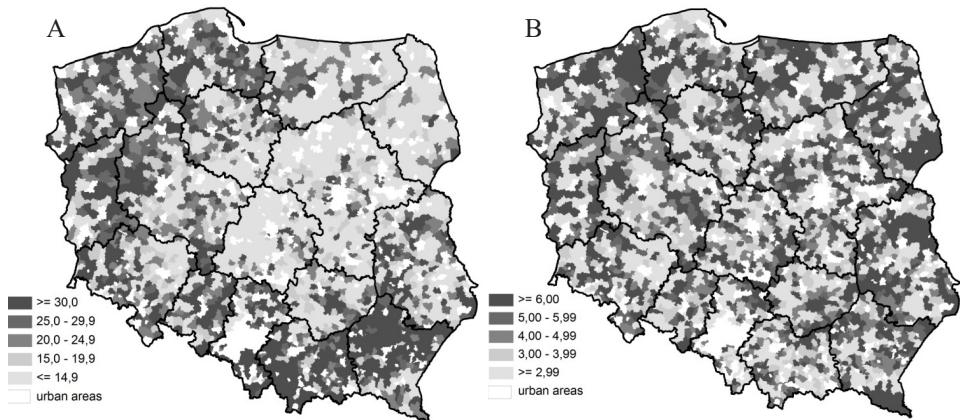 A
B
>= 30,0
25,0 - 29,9
20,0 - 24,9
15,0 - 19,9
<= 14,9
urban areas
>= 6,00
5,00 - 5,99
4,00 - 4,99
3,00 - 3,99
>= 2,99
urban areas